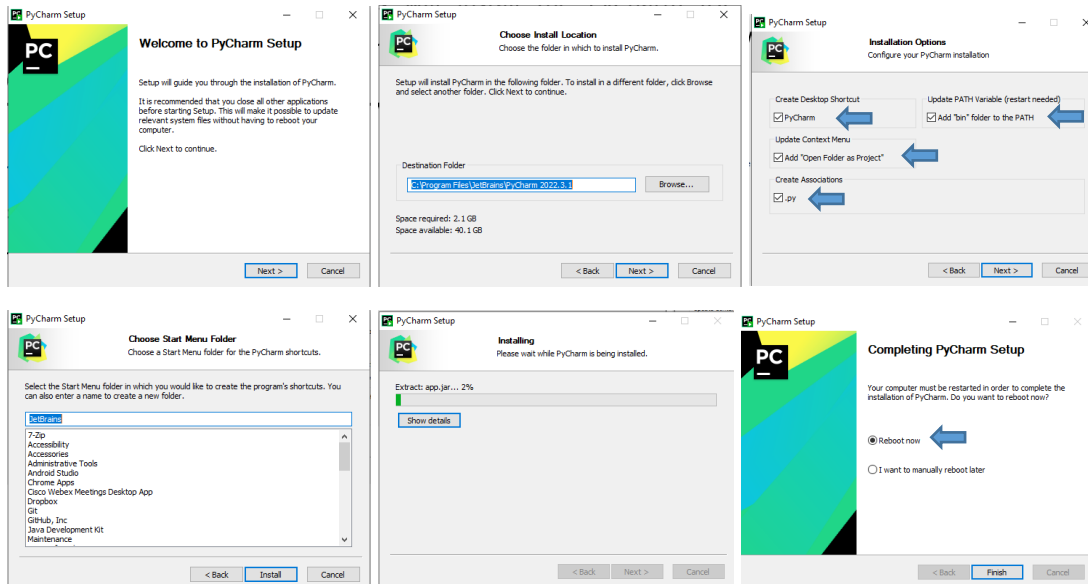 PyCharm Setup
PC
Welcome to PyCharm Setup
Setup will guide you through the installation of PyCharm.
It is recommended that you close all other applications
before starting Setup. This will make it possible to update
relevant system files without having to reboot your
computer.
Click Next to continue.
Next >
Cancel
PyCharm Setup
PC
Choose Install Location
Choose the folder in which to install PyCharm.
Setup will install PyCharm in the following folder. To install in a different folder, click Browse
and select another folder. Click Next to continue.
Destination Folder
C:\Program Files\JetBrains\PyCharm 2022.3.1
Browse...
Space required: 2.1 GB
Space available: 40.1 GB
< Back
Next >
Cancel
PyCharm Setup
PC
Installation Options
Configure your PyCharm installation
Create Desktop Shortcut
PyCharm
Update PATH Variable (restart needed)
Add "bin" folder to the PATH
Update Context Menu
Add "Open Folder as Project"
Create Associations
.py
< Back
Next >
Cancel
PyCharm Setup
PC
Choose Start Menu Folder
Choose a Start Menu folder for the PyCharm shortcuts.
Select the Start Menu folder in which you would like to create the program's shortcuts. You
can also enter a name to create a new folder.
JetBrains
7-Zip
Accessibility
Accessories
Administrative Tools
Android Studio
Chrome Apps
Cisco Webex Meetings Desktop App
Dropbox
Git
GitHub, Inc
Java Development Kit
Maintenance
< Back
Install
Cancel
PyCharm Setup
PC
Installing
Please wait while PyCharm is being installed.
Extract: app.jar... 2%
Show details
< Back
Next >
Cancel
PyCharm Setup
PC
Completing PyCharm Setup
Your computer must be restarted in order to complete the
installation of PyCharm. Do you want to reboot now?
Reboot now
I want to manually reboot later
< Back
Finish
Cancel